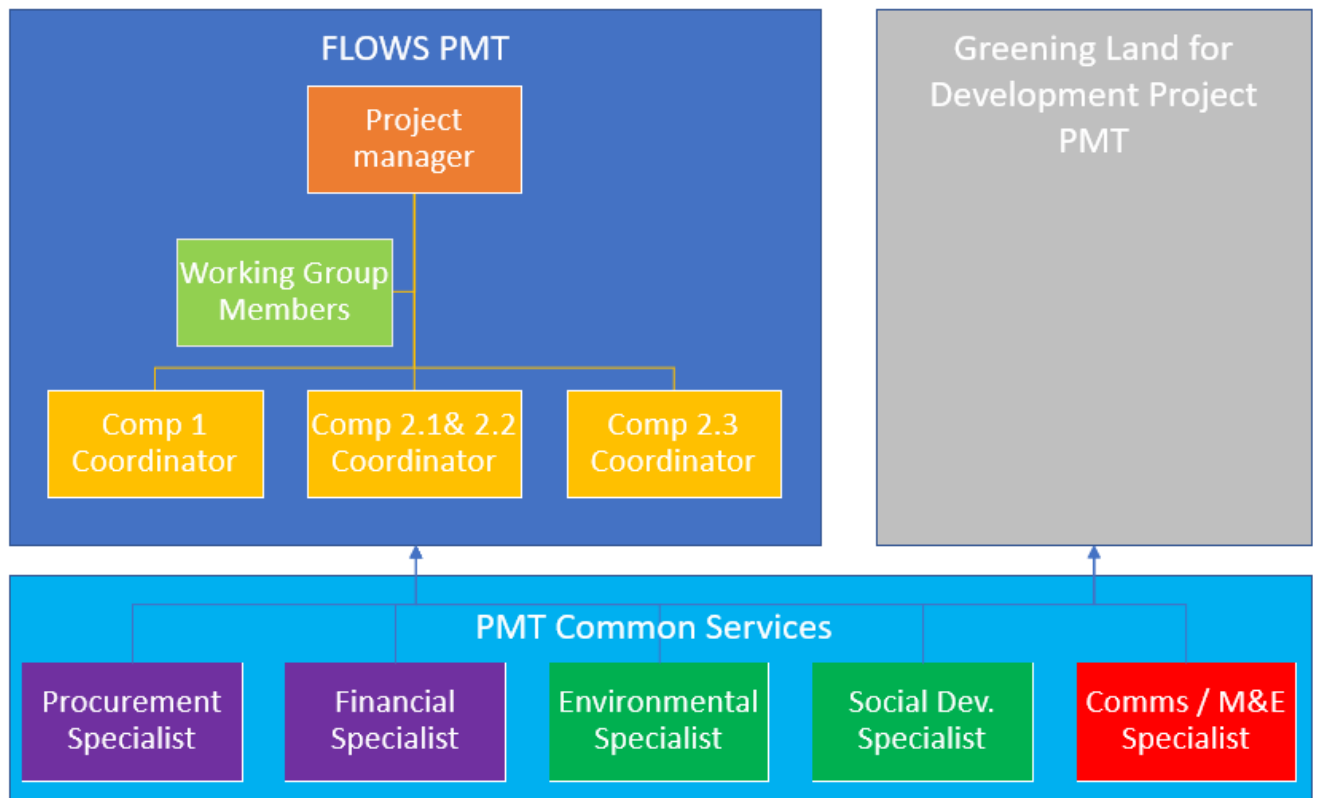 FLOWS PMT
Project
manager
Working Group
Members
Comp 1
Coordinator
Comp 2.1& 2.2
Coordinator
Comp 2.3
Coordinator
Greening Land for
Development Project
PMT
PMT Common Services
Procurement
Specialist
Financial
Specialist
Environmental
Specialist
Social Dev.
Specialist
Comms / M&E
Specialist